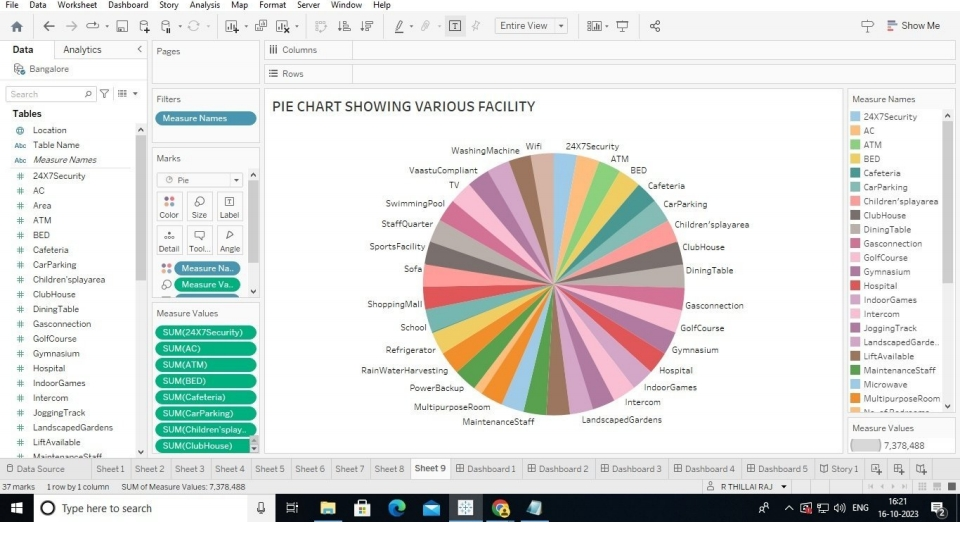 File Data Worksheet Dashboard Story Analysis Map Format Server Window Help
Entire View
Show Me
Data Analytics
Bangalore
Search
Tables
Location
Abc Table Name
Abc Measure Names
# 24X7Security
# AC
# Area
# ATM
# BED
# Cafeteria
# CarParking
# Children'splayarea
# ClubHouse
# DiningTable
# Gasconnection
# GolfCourse
# Gymnasium
# Hospital
# IndoorGames
# Intercom
# JoggingTrack
# LandscapedGardens
# LiftAvailable
# MaintenanceStaff
Pages
Filters
Measure Names
Marks
Pie
Color Size Label
Detail Tool... Angle
Measure Na..
Measure Va..
Measure Values
SUM(24X7Security)
SUM(AC)
SUM(ATM)
SUM(BED)
SUM(Cafeteria)
SUM(CarParking)
SUM(Children'splay..
SUM(ClubHouse)
Columns
Rows
PIE CHART SHOWING VARIOUS FACILITY
24X7Security
ATM
BED
Cafeteria
CarParking
Children'splayarea
ClubHouse
DiningTable
Gasconnection
GolfCourse
Gymnasium
Hospital
IndoorGames
Intercom
LandscapedGardens
MaintenanceStaff
MultipurposeRoom
PowerBackup
RainWaterHarvesting
Refrigerator
School
ShoppingMall
Sofa
SportsFacility
StaffQuarter
SwimmingPool
TV
VaastuCompliant
WashingMachine
Wifi
Measure Names
24X7Security
AC
ATM
BED
Cafeteria
CarParking
Children'splayarea
ClubHouse
DiningTable
Gasconnection
GolfCourse
Gymnasium
Hospital
IndoorGames
Intercom
JoggingTrack
LandscapedGarde..
LiftAvailable
MaintenanceStaff
Microwave
MultipurposeRoom
Measure Values
7,378,488
Data Source Sheet 1 Sheet 2 Sheet 3 Sheet 4 Sheet 5 Sheet 6 Sheet 7 Sheet 8 Sheet 9 Dashboard 1 Dashboard 2 Dashboard 3 Dashboard 4 Dashboard 5 Story 1
37 marks 1 row by 1 column SUM of Measure Values: 7,378,488 R THILLAI RAJ
Type here to search
ENG
16:21
16-10-2023
2